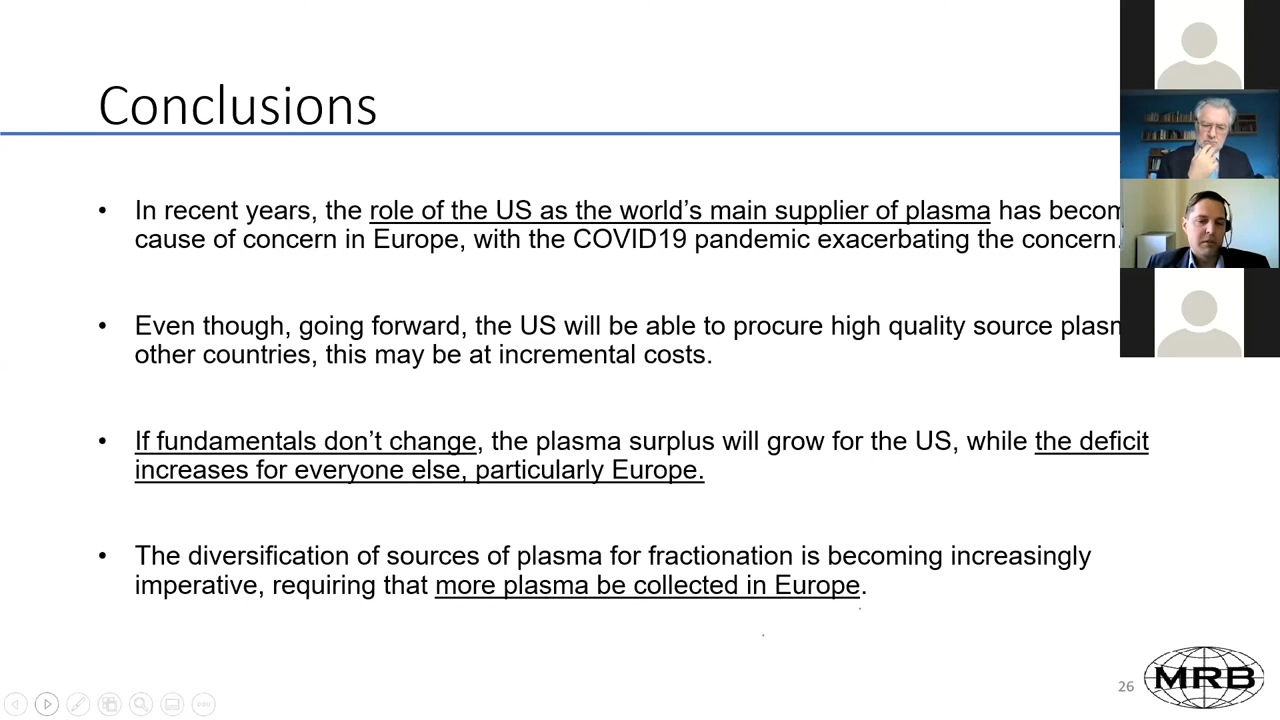 Conclusions
• In recent years, the role of the US as the world's main supplier of plasma has becom
cause of concern in Europe, with the COVID19 pandemic exacerbating the concern.
• Even though, going forward, the US will be able to procure high quality source
other countries, this may be at incremental costs.
• If fundamentals don't change, the plasma surplus will grow for the US, while the deficit
increases for everyone else, particularly Europe.
• The diversification of sources of plasma for fractionation is becoming increasingly
imperative, requiring that more plasma be collected in Europe.
26
MRB